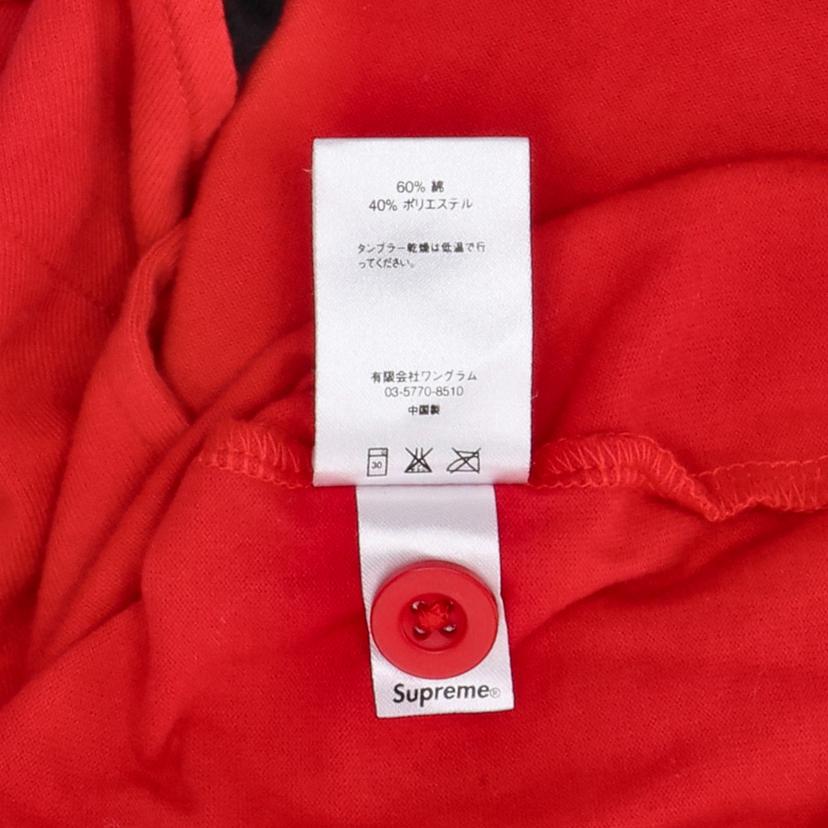 60% 綿
40% ポリエステル
タンブラー乾燥は低温で行
ってください。
有限会社ワングラム
03-5770-8510
中国製
30
Supreme®